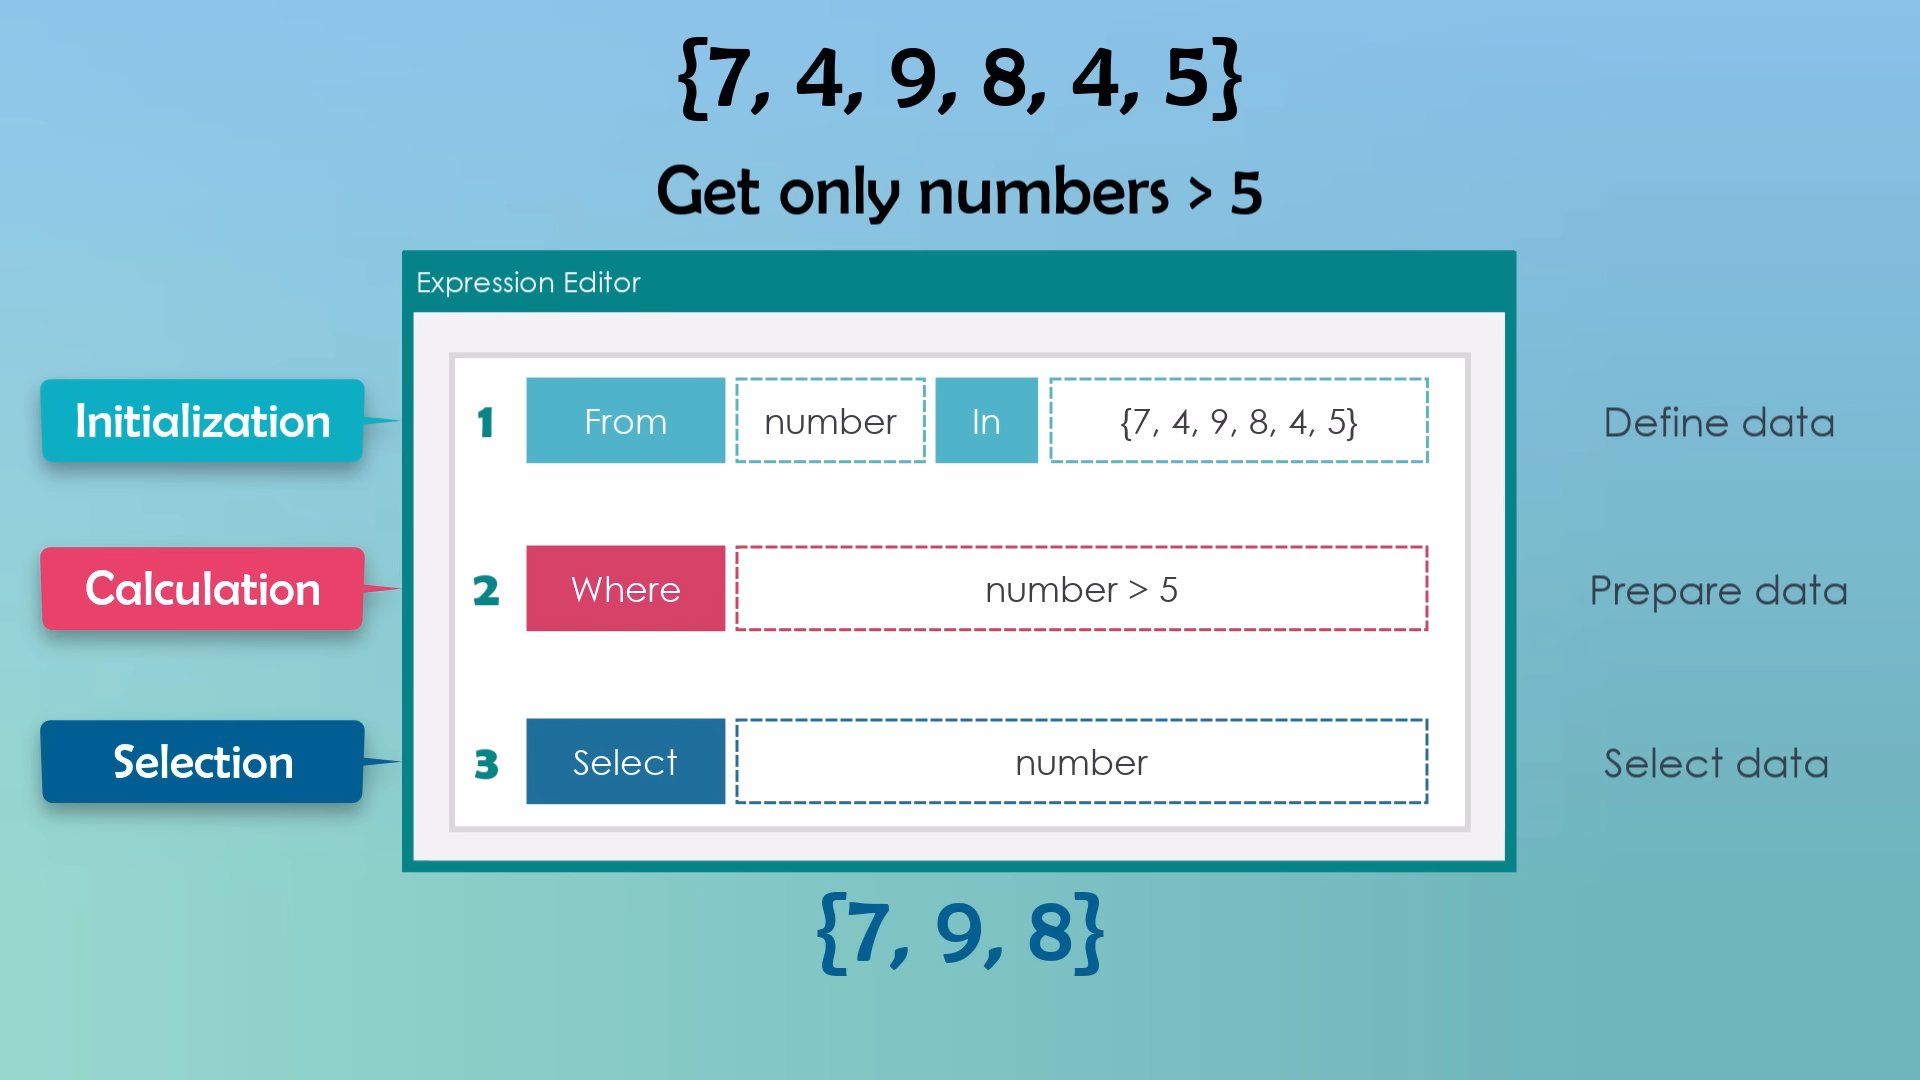 {7, 4, 9, 8, 4, 5}
Get only numbers > 5
Expression Editor
Initialization
1 From number In {7, 4, 9, 8, 4, 5}
Define data
Calculation
2 Where number > 5
Prepare data
Selection
3 Select number
Select data
{7, 9, 8}